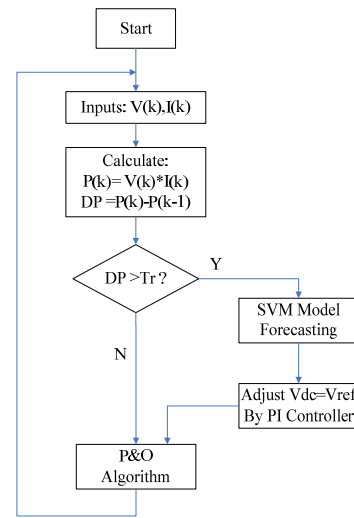 Start
Inputs: V(k),I(k)
Calculate:
P(k)= V(k)*I(k)
DP =P(k)-P(k-1)
DP >Tr ?
Y
SVM Model
Forecasting
N
Adjust Vdc=Vref
By PI Controller
P&O
Algorithm